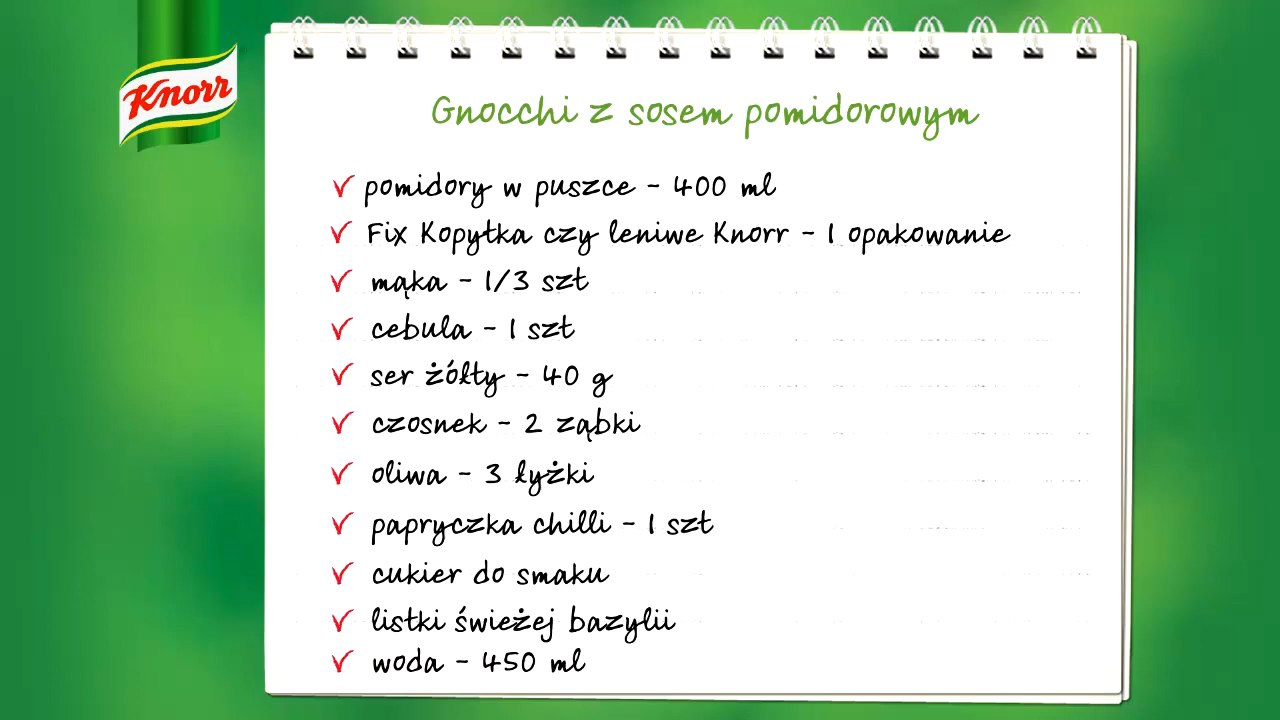 Knorr
Gnocchi z sosem pomidorowym
✓ pomidory w puszce - 400 ml
✓ Fix Kopytka czy leniwe Knorr - 1 opakowanie
✓ mąka - 1/3 szt
✓ cebula - 1 szt
✓ ser żółty - 40 g
✓ czosnek - 2 ząbki
✓ oliwa - 3 łyżki
✓ papryczka chilli - 1 szt
✓ cukier do smaku
✓ listki świeżej bazylii
✓ woda - 450 ml